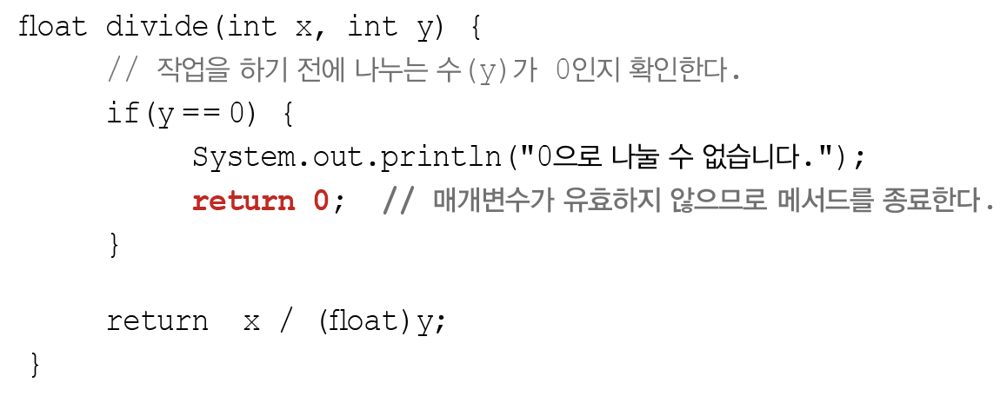 float divide(int x, int y) {
// 작업을 하기 전에 나누는 수(y)가 0인지 확인한다.
if(y == 0) {
System.out.println("0으로 나눌 수 없습니다.");
return 0; // 매개변수가 유효하지 않으므로 메서드를 종료한다.
}
return x / (float)y;
}